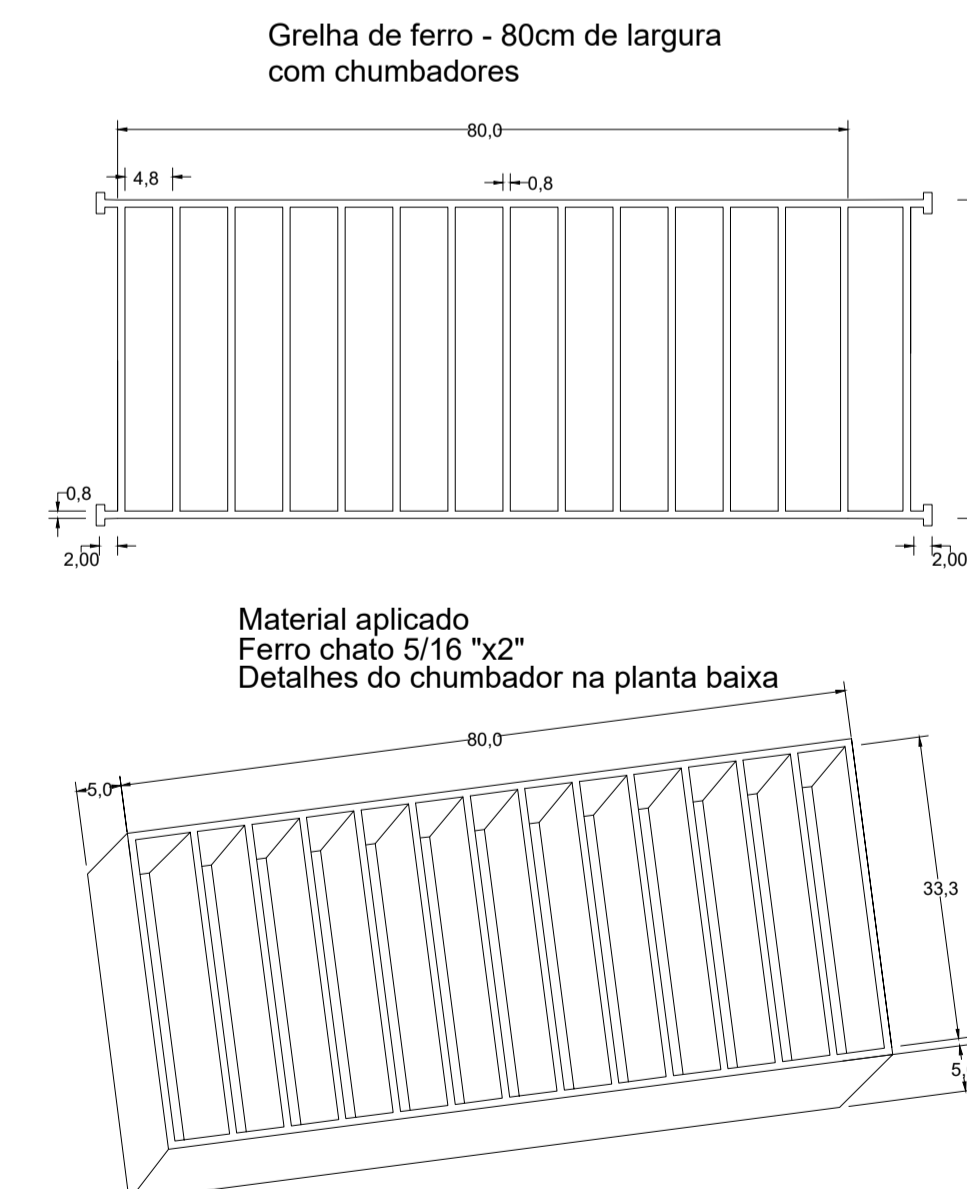 Grelha de ferro - 80cm de largura
com chumbadores
80,0
4,8
0,8
0,8
2,00
2,00
Material aplicado
Ferro chato 5/16 "x2"
Detalhes do chumbador na planta baixa
80,0
5,0
33,3
5,